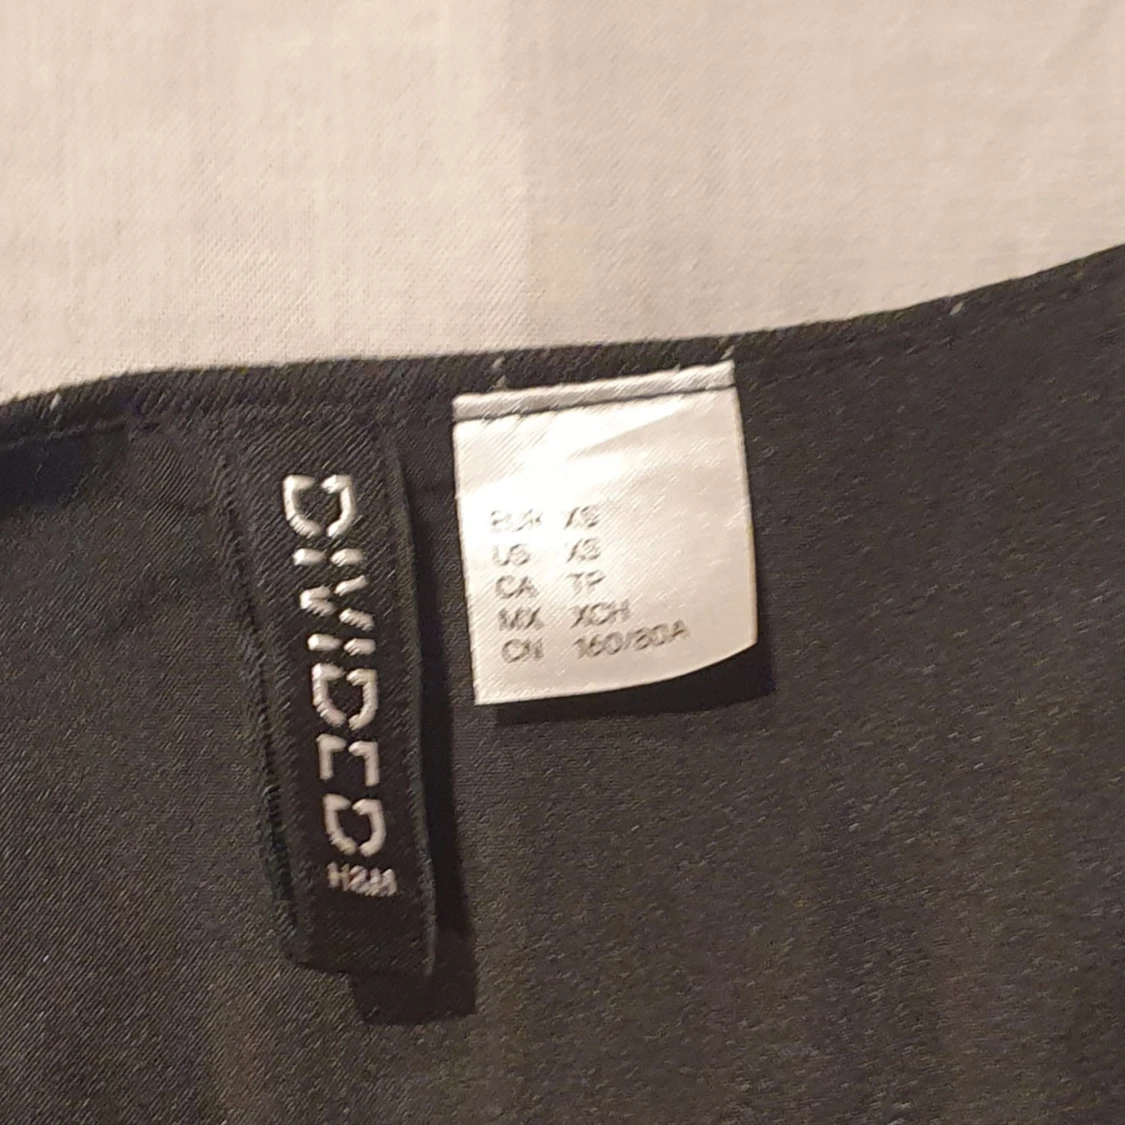 DIVIDED
H&M
EUR XS
US XS
CA TP
MX XCH
CN 160/80A